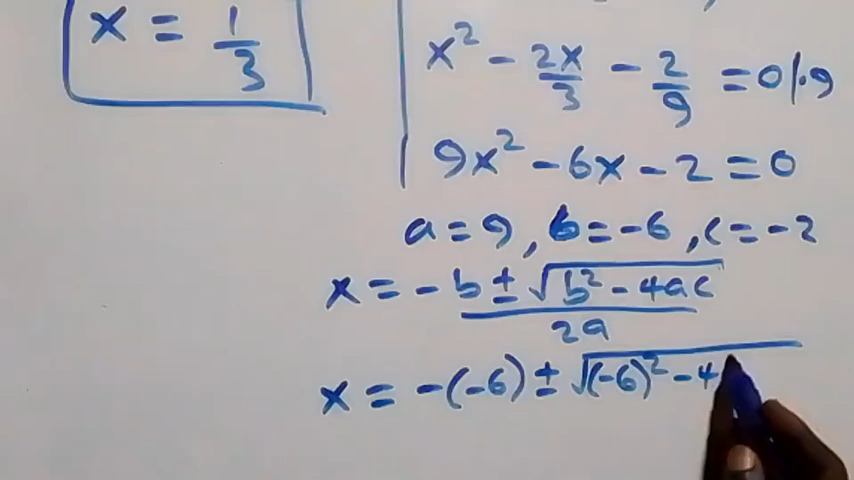 x = 1/3
x² - 2x/3 - 2/9 = 0 |·9
9x² - 6x - 2 = 0
a = 9, b = -6, c = -2
x = -b ± √(b² - 4ac) / 2a
x = -(-6) ± √(-6)² - 4